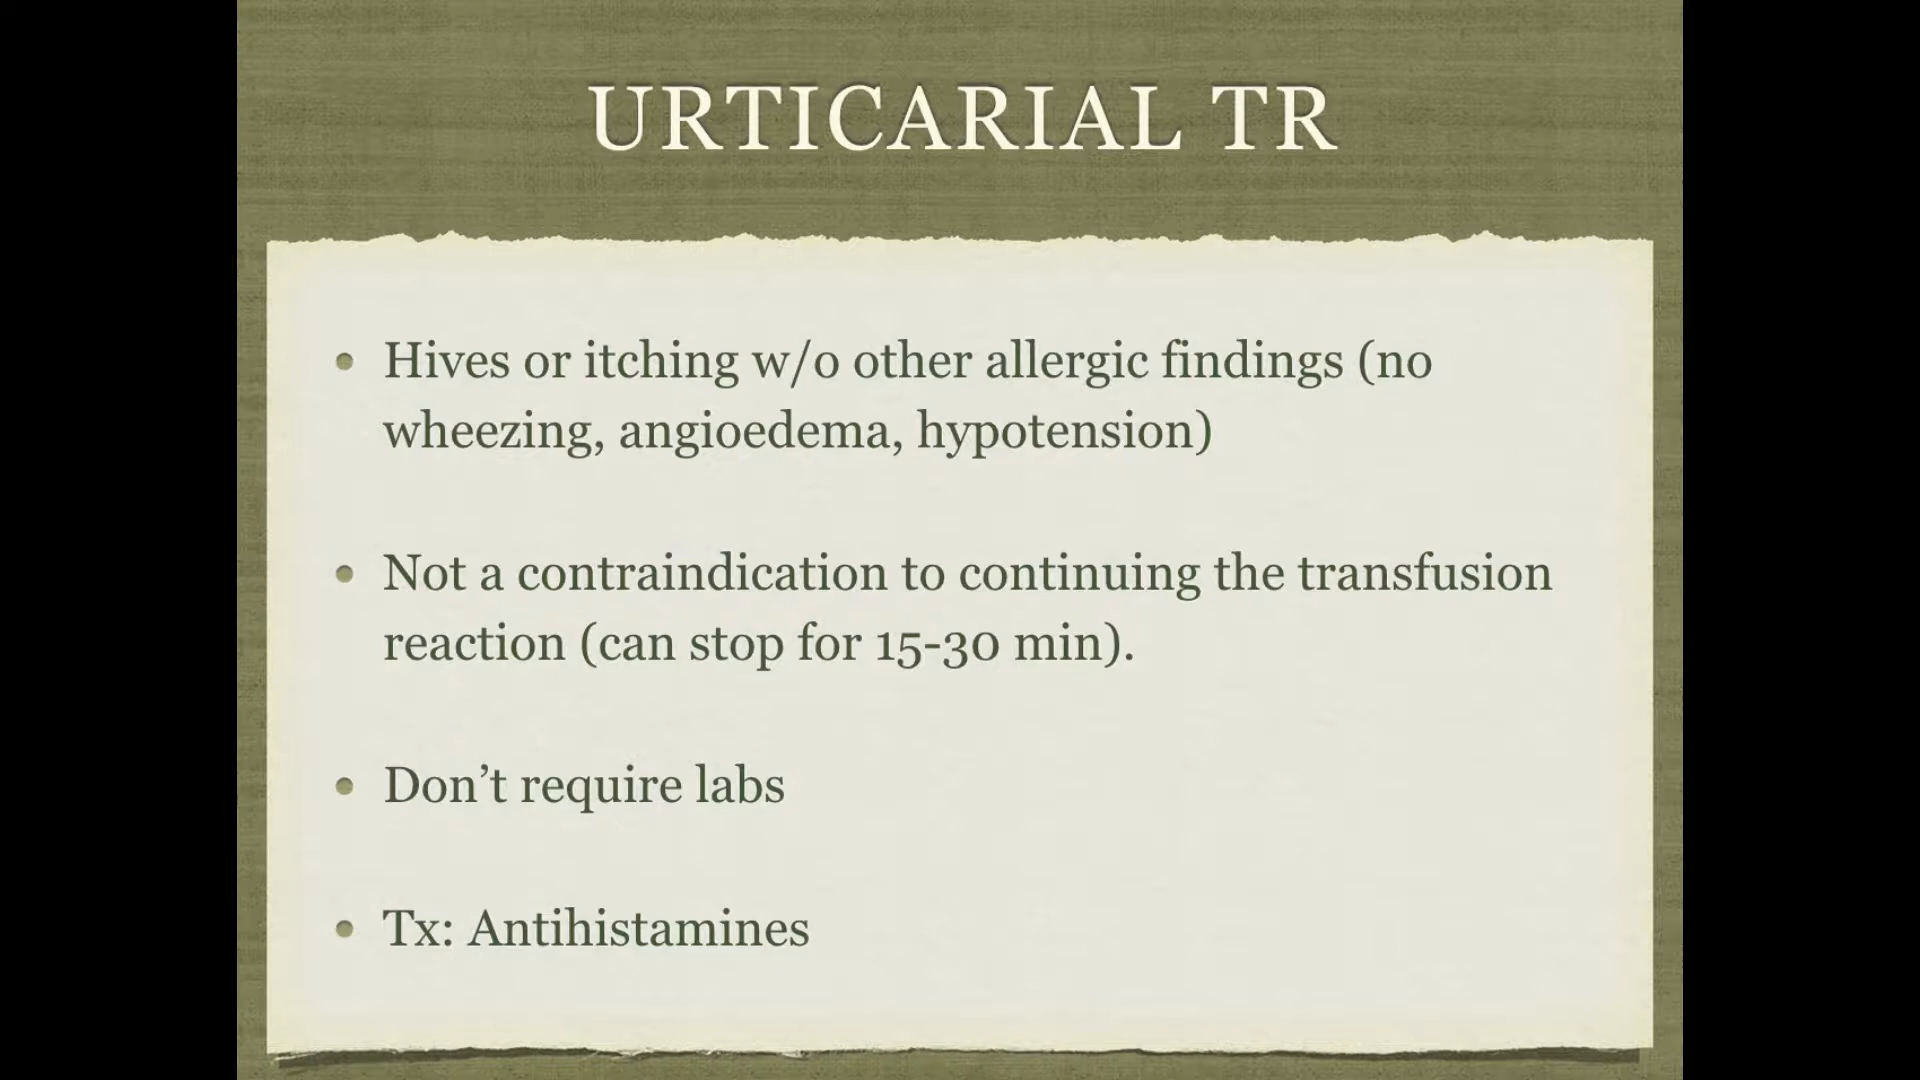 URTICARIAL TR
• Hives or itching w/o other allergic findings (no
wheezing, angioedema, hypotension)
• Not a contraindication to continuing the transfusion
reaction (can stop for 15-30 min).
• Don’t require labs
• Tx: Antihistamines